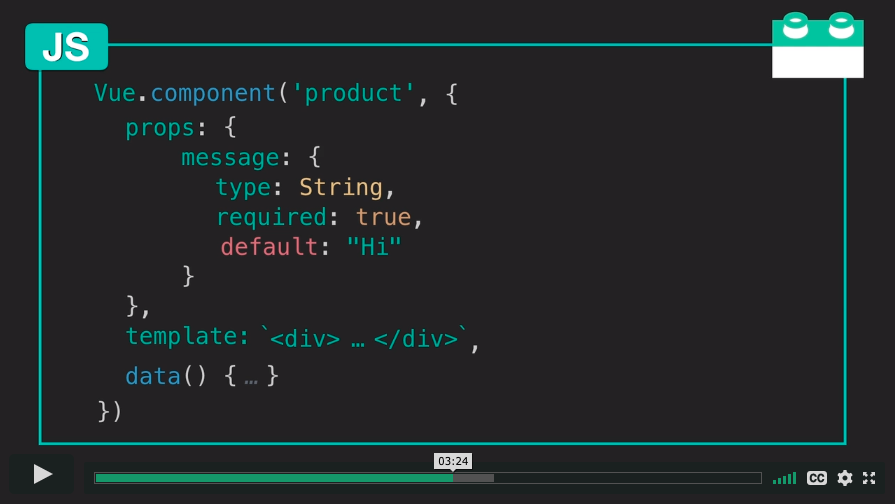 JS
Vue.component('product', {
props: {
message: {
type: String,
required: true,
default: "Hi"
}
},
template: `<div> … </div>`,
data() { … }
})
03:24
CC